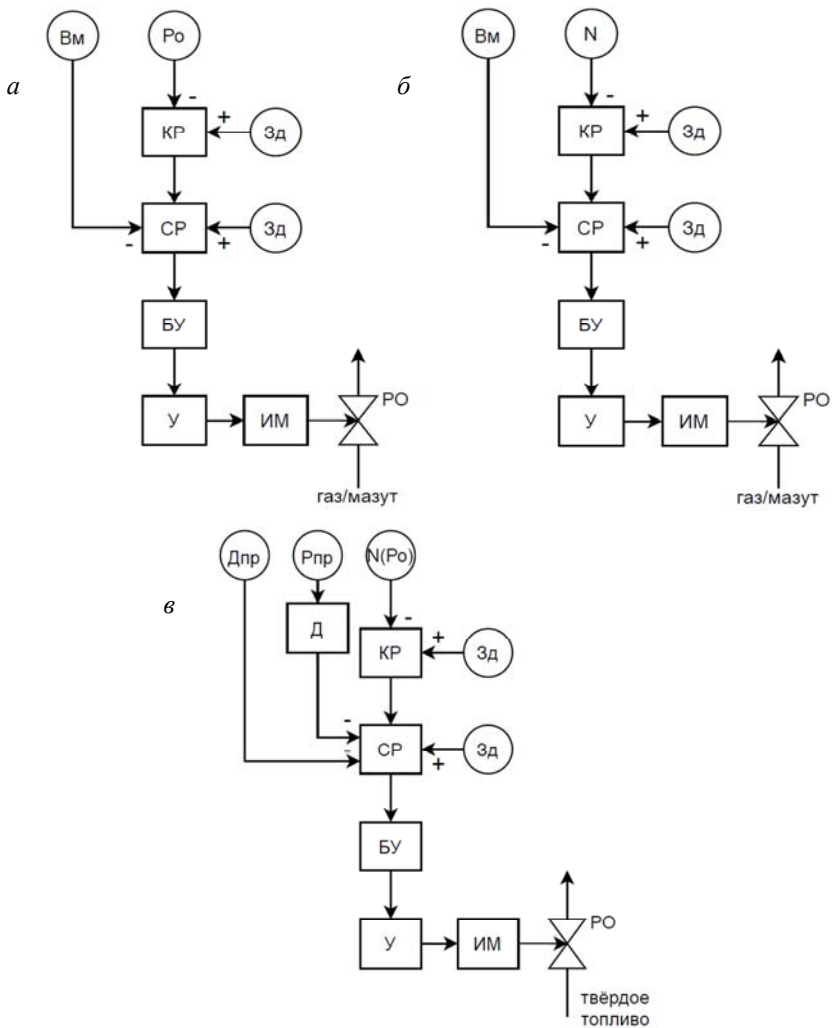 а
Вм
Ро
-
КР
+
Зд
СР
-
+
Зд
БУ
У
ИМ
РО
газ/мазут
б
Вм
N
-
КР
+
Зд
СР
-
+
Зд
БУ
У
ИМ
РО
газ/мазут
в
Дпр
Рпр
N(Ро)
Д
-
КР
+
Зд
-
-
СР
+
Зд
БУ
У
ИМ
РО
твёрдое
топливо